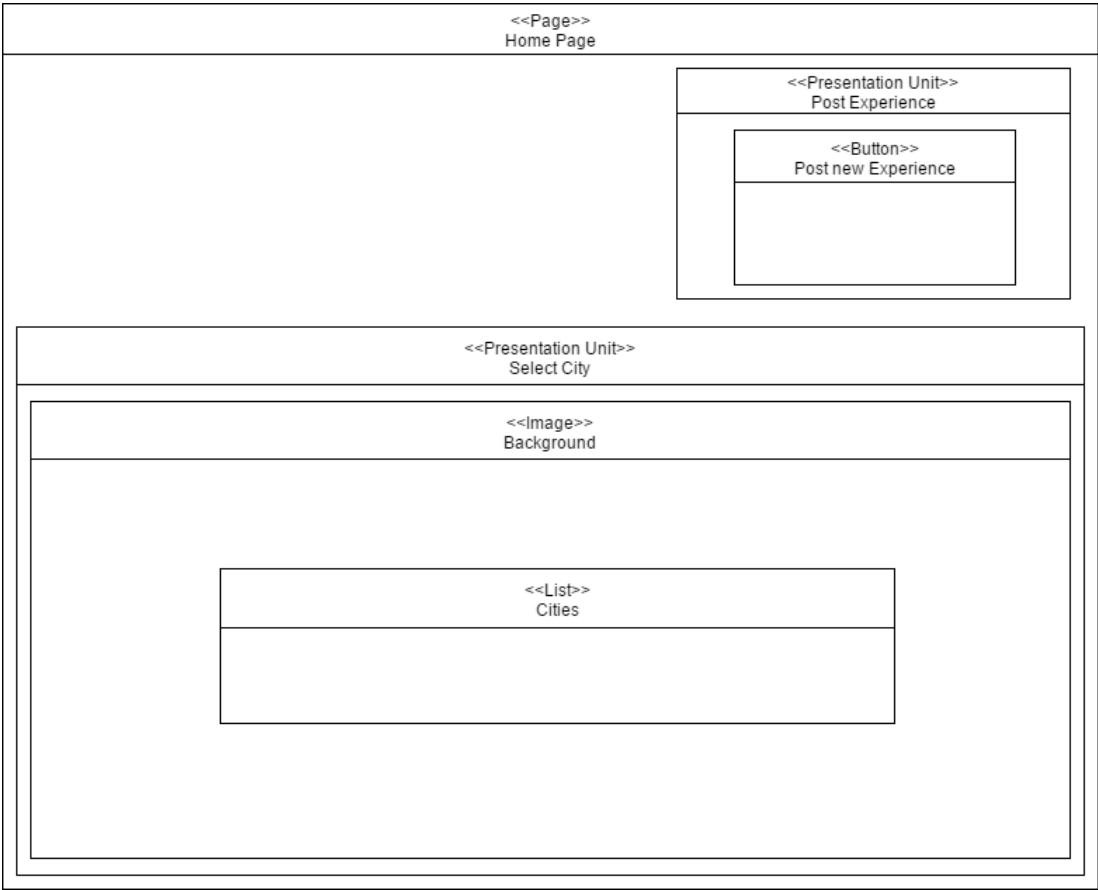 <<Page>>
Home Page
<<Presentation Unit>>
Post Experience
<<Button>>
Post new Experience
<<Presentation Unit>>
Select City
<<Image>>
Background
<<List>>
Cities